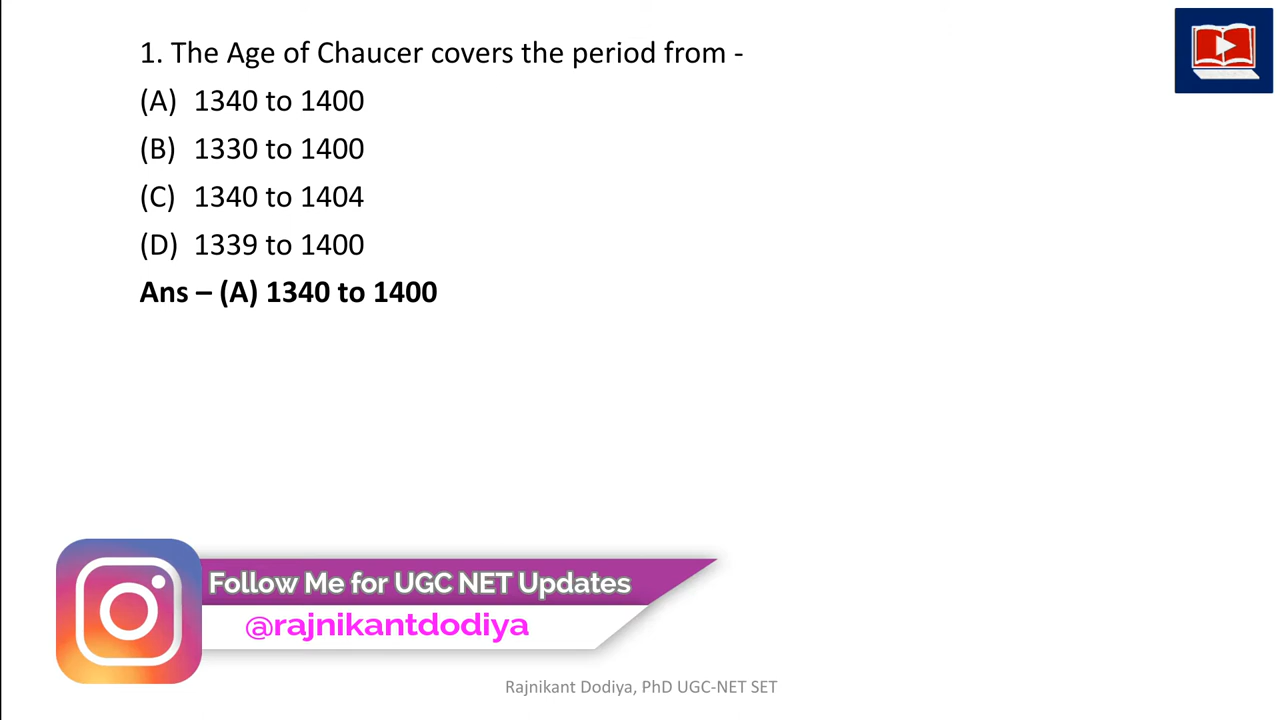 1. The Age of Chaucer covers the period from -
(A) 1340 to 1400
(B) 1330 to 1400
(C) 1340 to 1404
(D) 1339 to 1400
Ans – (A) 1340 to 1400
Follow Me for UGC NET Updates
@rajnikantdodiya
Rajnikant Dodiya, PhD UGC-NET SET